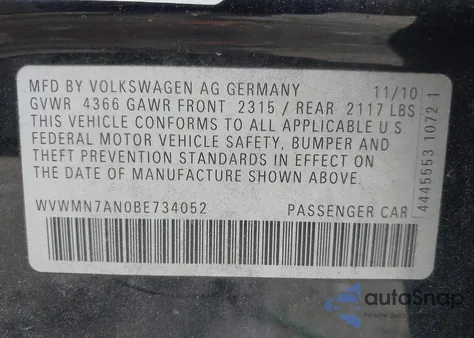 MFD BY VOLKSWAGEN AG GERMANY 11/10
GVWR 4366 GAWR FRONT 2315 / REAR 2117 LBS
THIS VEHICLE CONFORMS TO ALL APPLICABLE U.S.
FEDERAL MOTOR VEHICLE SAFETY, BUMPER AND
THEFT PREVENTION STANDARDS IN EFFECT ON
THE DATE OF MANUFACTURE SHOWN ABOVE.
WVWMN7AN0BE734052 PASSENGER CAR
4445553 1072 1
autoSnap